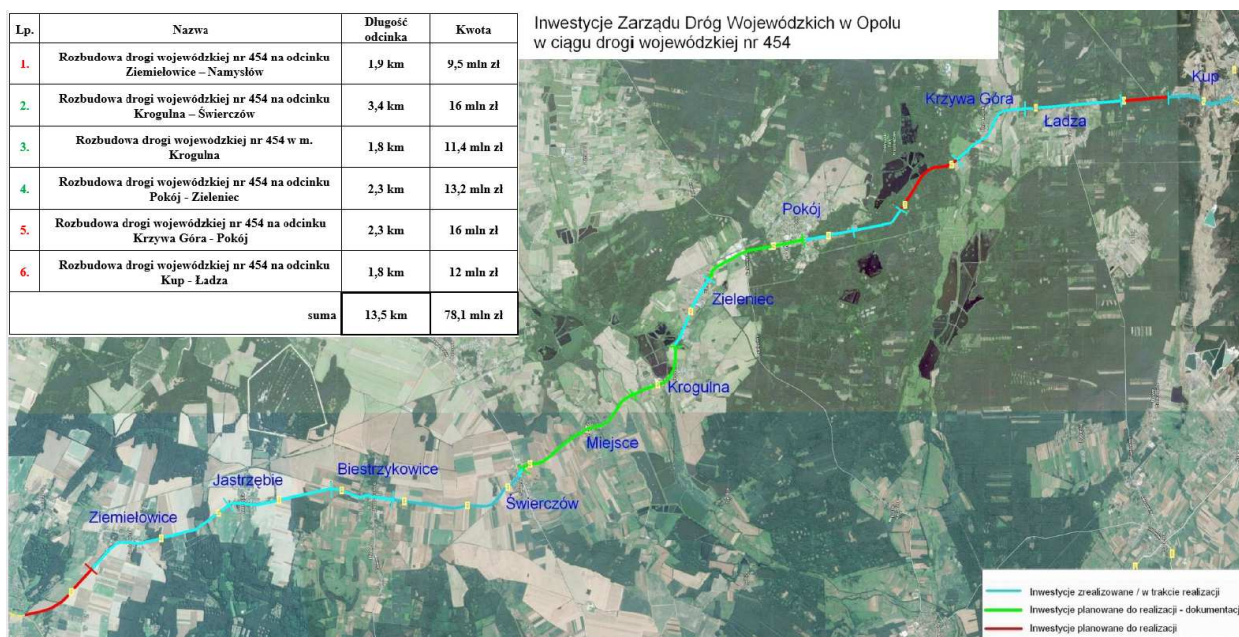 Lp.
Nazwa
Długość
odcinka
Kwota
1.
Rozbudowa drogi wojewódzkiej nr 454 na odcinku
Ziemiełowice – Namysłów
1,9 km
9,5 mln zł
2.
Rozbudowa drogi wojewódzkiej nr 454 na odcinku
Krogulna – Świerczów
3,4 km
16 mln zł
3.
Rozbudowa drogi wojewódzkiej nr 454 w m.
Krogulna
1,8 km
11,4 mln zł
4.
Rozbudowa drogi wojewódzkiej nr 454 na odcinku
Pokój - Zieleniec
2,3 km
13,2 mln zł
5.
Rozbudowa drogi wojewódzkiej nr 454 na odcinku
Krzywa Góra - Pokój
2,3 km
16 mln zł
6.
Rozbudowa drogi wojewódzkiej nr 454 na odcinku
Kup - Ładza
1,8 km
12 mln zł
suma
13,5 km
78,1 mln zł
Inwestycje Zarządu Dróg Wojewódzkich w Opolu
w ciągu drogi wojewódzkiej nr 454
Kup
Krzywa Góra
Ładza
Pokój
Zieleniec
Krogulna
Miejsce
Biestrzykowice
Jastrzębie
Świerczów
Ziemiełowice
Inwestycje zrealizowane / w trakcie realizacji
Inwestycje planowane do realizacji - dokumentacj
Inwestycje planowane do realizacji